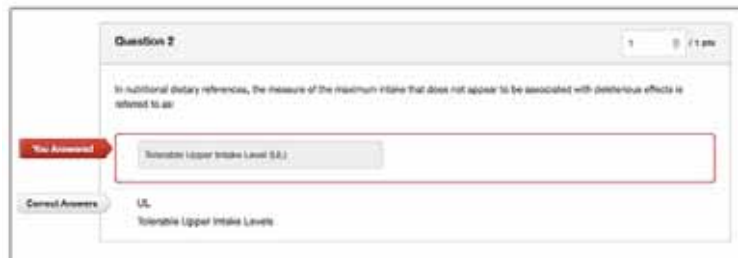 Question 2
1 / 1 pts
In nutritional dietary references, the measure of the maximum intake that does not appear to be associated with deleterious effects is
referred to as:
You Answered
Tolerable Upper Intake Level (UL)
Correct Answers
UL
Tolerable Upper Intake Levels